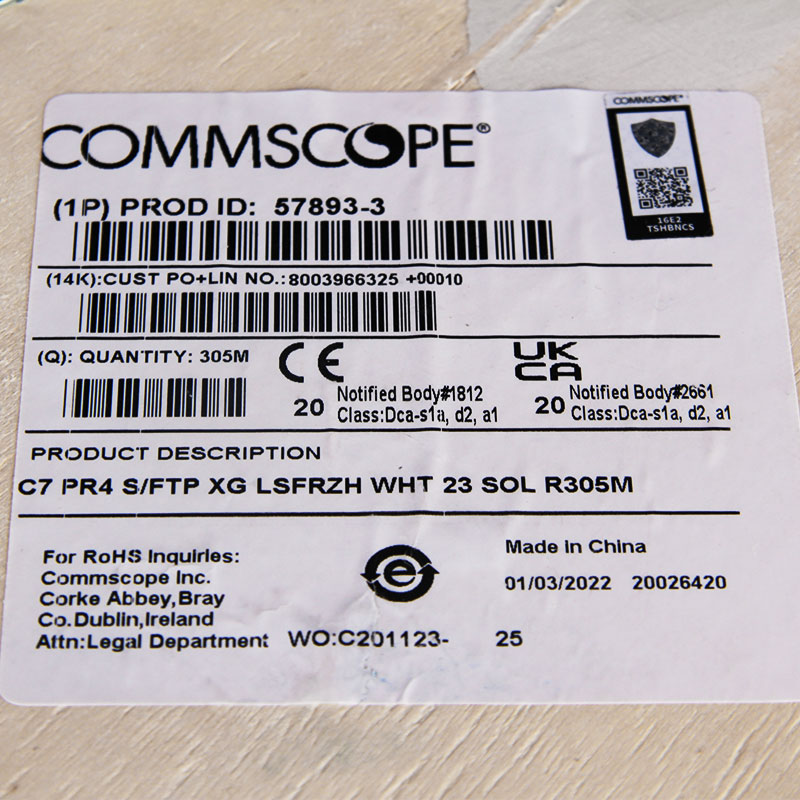 COMMSCOPE®
COMMSCOPE®
16E2
TSHBNCS
(1P) PROD ID: 57893-3
(14K):CUST PO+LIN NO.:8003966325 +00010
(Q): QUANTITY: 305M
CE
20 Notified Body#1812
Class:Dca-s1a, d2, a1
UK
CA
20 Notified Body#2661
Class:Dca-s1a, d2, a1
PRODUCT DESCRIPTION
C7 PR4 S/FTP XG LSFRZH WHT 23 SOL R305M
For RoHS Inquiries:
Commscope Inc.
Corke Abbey,Bray
Co.Dublin,Ireland
Attn:Legal Department
e
WO:C201123- 25
Made in China
01/03/2022 20026420